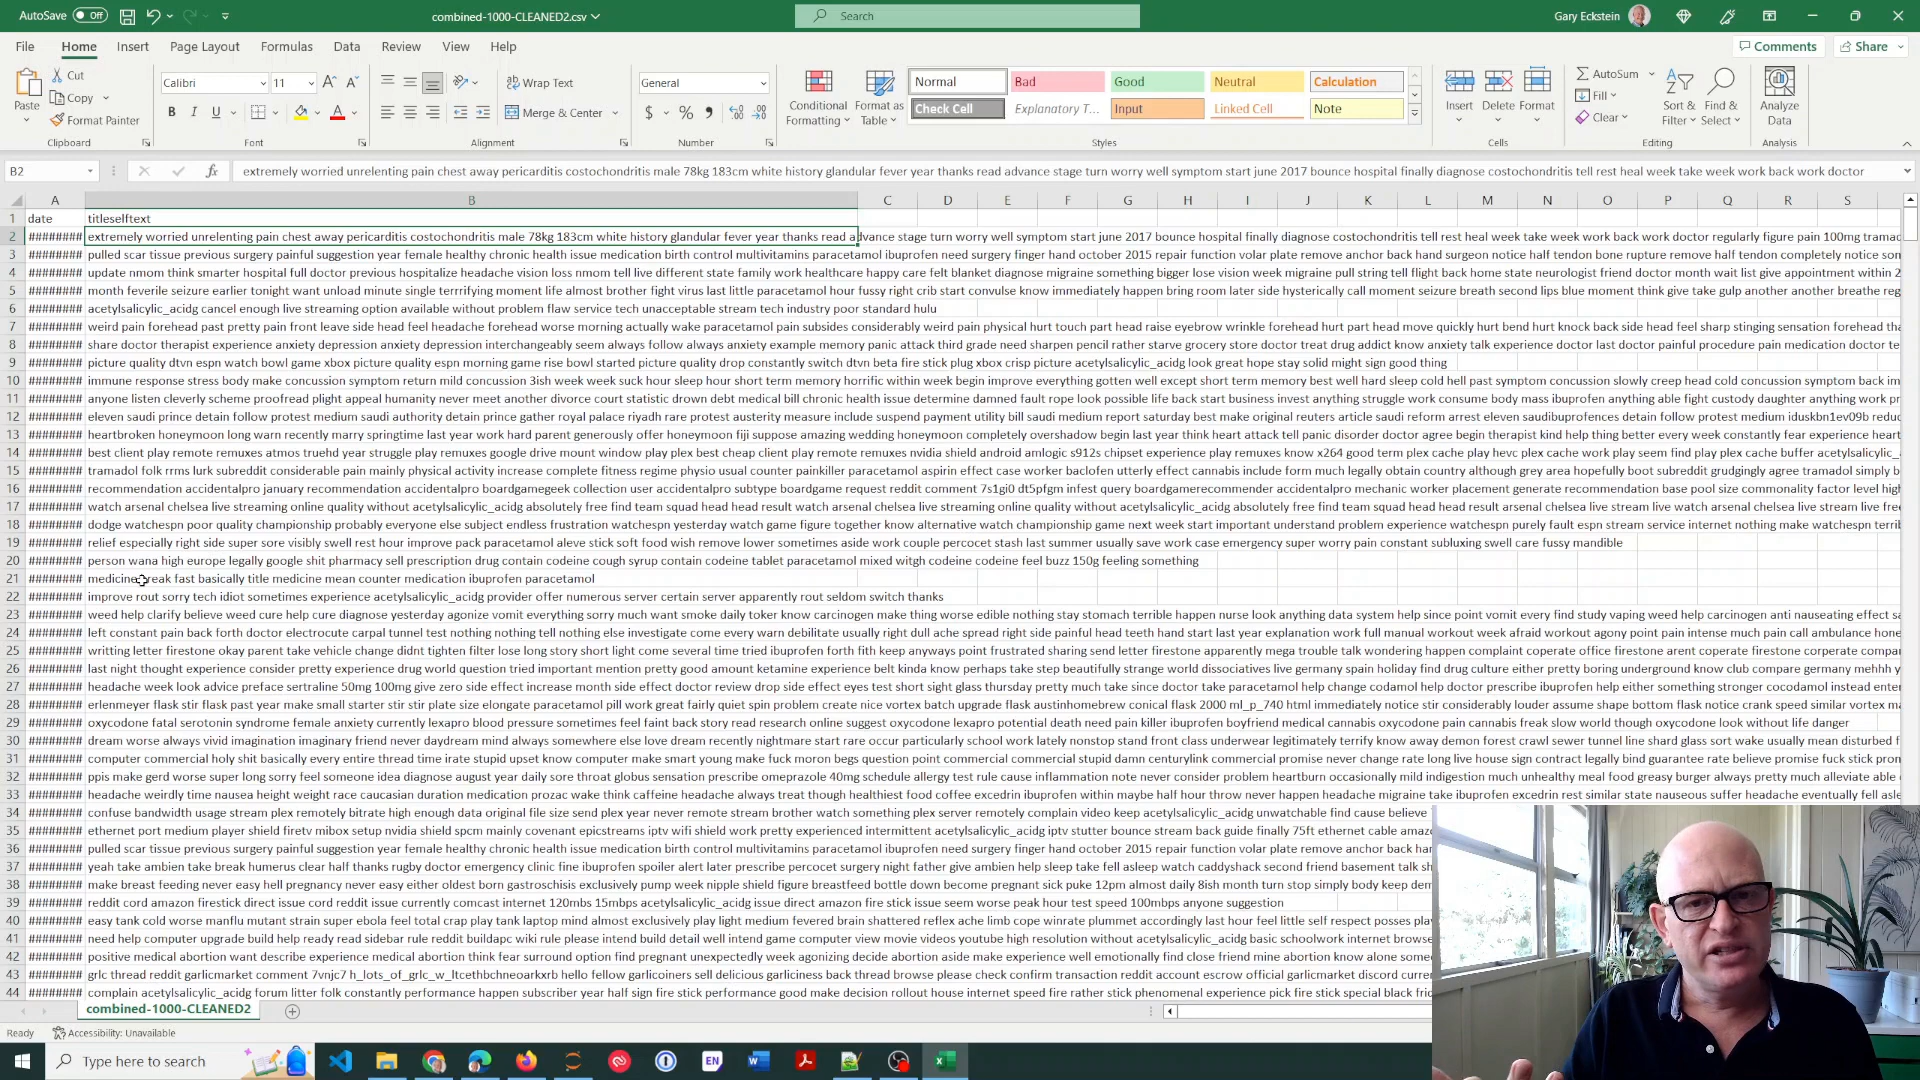 AutoSave Off combined-1000-CLEANED2.csv Search Gary Eckstein
File Home Insert Page Layout Formulas Data Review View Help Comments Share
Paste Cut Copy Format Painter Calibri 11 B I U Wrap Text Merge & Center General $ % Conditional Formatting Format as Table Normal Bad Good Neutral Calculation Check Cell Explanatory T... Input Linked Cell Note Insert Delete Format AutoSum Fill Clear Sort & Filter Find & Select Analyze Data
Clipboard Font Alignment Number Styles Cells Editing Analysis
B2 fx extremely worried unrelenting pain chest away pericarditis costochondritis male 78kg 183cm white history glandular fever year thanks read advance stage turn worry well symptom start june 2017 bounce hospital finally diagnose costochondritis tell rest heal week take week work back work doctor
A B C D E F G H I J K L M N O P Q R S
1 date titleselftext
2 ######## extremely worried unrelenting pain chest away pericarditis costochondritis male 78kg 183cm white history glandular fever year thanks read advance stage turn worry well symptom start june 2017 bounce hospital finally diagnose costochondritis tell rest heal week take week work back work doctor regularly figure pain 100mg tramad
3 ######## pulled scar tissue previous surgery painful suggestion year female healthy chronic health issue medication birth control multivitamins paracetamol ibuprofen need surgery finger hand october 2015 repair function volar plate remove anchor back hand surgeon notice half tendon bone rupture remove half tendon completely notice son
4 ######## update nmom think smarter hospital full doctor previous hospitalize headache vision loss nmom tell live different state family work healthcare happy care felt blanket diagnose migraine something bigger lose vision week migraine pull string tell flight back home state neurologist friend doctor month wait list give appointment within 2
5 ######## month feverile seizure earlier tonight want unload minute single terrrifying moment life almost brother fight virus last little paracetamol hour fussy right crib start convulse know immediately happen bring room later side hysterically call moment seizure breath second lips blue moment think give take gulp another another breathe reg
6 ######## acetylsalicylic_acidg cancel enough live streaming option available without problem flaw service tech unacceptable stream tech industry poor standard hulu
7 ######## weird pain forehead past pretty pain front leave side head feel headache forehead worse morning actually wake paracetamol pain subsides considerably weird pain physical hurt touch part head raise eyebrow wrinkle forehead hurt part head move quickly hurt bend hurt knock back side head feel sharp stinging sensation forehead tha
8 ######## share doctor therapist experience anxiety depression anxiety depression interchangeably seem always follow always anxiety example memory panic attack third grade need sharpen pencil rather starve grocery store doctor treat drug addict know anxiety talk experience doctor last doctor painful procedure pain medication doctor te
9 ######## picture quality dtvn espn watch bowl game xbox picture quality espn morning game rise bowl started picture quality drop constantly switch dtvn beta fire stick plug xbox crisp picture acetylsalicylic_acidg look great hope stay solid might sign good thing
10 ######## immune response stress body make concussion symptom return mild concussion 3ish week week suck hour sleep hour short term memory horrific within week begin improve everything gotten well except short term memory best well hard sleep cold hell past symptom concussion slowly creep head cold concussion symptom back im
11 ######## anyone listen cleverly scheme proofread plight appeal humanity never meet another divorce court statistic drown debt medical bill chronic health issue determine damned fault rope look possible life back start business invest anything struggle work consume body mass ibuprofen anything able fight custody daughter anything work pr
12 ######## eleven saudi prince detain follow protest medium saudi authority detain prince gather royal palace riyadh rare protest austerity measure include suspend payment utility bill saudi medium report saturday best make original reuters article saudi reform arrest eleven saudibuprofences detain follow protest medium iduskbn1ev09b reduc
13 ######## heartbroken honeymoon long warn recently marry springtime last year work hard parent generously offer honeymoon fiji suppose amazing wedding honeymoon completely overshadow begin last year think heart attack tell panic disorder doctor agree begin therapist kind help thing better every week constantly fear experience heart
14 ######## best client play remote remuxes atmos truehd year struggle play remuxes google drive mount window play plex best cheap client play remote remuxes nvidia shield android amlogic s912s chipset experience play remuxes know x264 good term plex cache play hevc plex cache work play seem find play plex cache buffer acetylsalicylic_
15 ######## tramadol folk rrms lurk subreddit considerable pain mainly physical activity increase complete fitness regime physio usual counter painkiller paracetamol aspirin effect case worker baclofen utterly effect cannabis include form much legally obtain country although grey area hopefully boot subreddit grudgingly agree tramadol simply b
16 ######## recommendation accidentalpro january recommendation accidentalpro boardgamegeek collection user accidentalpro subtype boardgame request reddit comment 7s1gi0 dt5pfgm infest query boardgamerecommender accidentalpro mechanic worker placement generate recommendation base pool size commonality factor level high
17 ######## watch arsenal chelsea live streaming online quality without acetylsalicylic_acidg absolutely free find team squad head head result watch arsenal chelsea live streaming online quality without acetylsalicylic_acidg absolutely free find team squad head head result arsenal chelsea live stream live watch arsenal chelsea live stream live free
18 ######## dodge watchespn poor quality championship probably everyone else subject endless frustration watchespn yesterday watch game figure together know alternative watch championship game next week start important understand problem experience watchespn purely fault espn stream service internet nothing make watchespn terrib
19 ######## relief especially right side super sore visibly swell rest hour improve pack paracetamol aleve stick soft food wish remove lower sometimes aside work couple percocet stash last summer usually save work case emergency super worry pain constant subluxing swell care fussy mandible
20 ######## person wana high europe legally google shit pharmacy sell prescription drug contain codeine cough syrup contain codeine tablet paracetamol mixed witgh codeine codeine feel buzz 150g feeling something
21 ######## medicine break fast basically title medicine mean counter medication ibuprofen paracetamol
22 ######## improve rout sorry tech idiot sometimes experience acetylsalicylic_acidg provider offer numerous server certain server apparently rout seldom switch thanks
23 ######## weed help clarify believe weed cure help cure diagnose yesterday agonize vomit everything sorry much want smoke daily toker know carcinogen make thing worse edible nothing stay stomach terrible happen nurse look anything data system help since point vomit every find study vaping weed help carcinogen anti nauseating effect sa
24 ######## left constant pain back forth doctor electrocute carpal tunnel test nothing nothing tell nothing else investigate come every warn debilitate usually right dull ache spread right side painful head teeth hand start last year explanation work full manual workout week afraid workout agony point pain intense much pain call ambulance hone
25 ######## writting letter firestone okay parent take vehicle change didnt tighten filter lose long story short light come several time tried ibuprofen forth fith keep anyways point frustrated sharing send letter firestone apparently mega trouble talk wondering happen complaint coperate office firestone arent coperate firestone corperate compan
26 ######## last night thought experience consider pretty experience drug world question tried important mention pretty good amount ketamine experience belt kinda know perhaps take step beautifully strange world dissociatives live germany spain holiday find drug culture either pretty boring underground know club compare germany mehhh y
27 ######## headache week look advice preface sertraline 50mg 100mg give zero side effect increase month side effect doctor review drop side effect eyes test short sight glass thursday pretty much take since doctor take paracetamol help change codamol help doctor prescribe ibuprofen help either something stronger cocodamol instead enter
28 ######## erlenmeyer flask stir flask past year make small starter stir stir plate size elongate paracetamol pill work great fairly quiet spin problem create nice vortex batch upgrade flask austinhomebrew conical flask 2000 ml_p_740 html immediately notice stir considerably louder assume shape bottom flask notice crank speed similar vortex ma
29 ######## oxycodone fatal serotonin syndrome female anxiety currently lexapro blood pressure sometimes feel faint back story read research online suggest oxycodone lexapro potential death need pain killer ibuprofen boyfriend medical cannabis oxycodone pain cannabis freak slow world though oxycodone look without life danger
30 ######## dream worse always vivid imagination imaginary friend never daydream mind always somewhere else love dream recently nightmare start rare occur particularly school work lately nonstop stand front class underwear legitimately terrify know away demon forest crawl sewer tunnel line shard glass sort wake usually mean disturbed f
31 ######## computer commercial holy shit basically every entire thread time irate stupid upset know computer make smart young make fuck moron begs question point commercial commercial stupid damn centurylink commercial promise never change rate long live house sign contract legally bind guarantee rate believe promise fuck stick pron
32 ######## ppis make gerd worse super long sorry feel someone idea diagnose august year daily sore throat globus sensation prescribe omeprazole 40mg schedule allergy test rule cause inflammation note never consider problem heartburn occasionally mild indigestion much unhealthy meal food greasy burger always pretty much alleviate able
33 ######## headache weirdly time nausea height weight race caucasian duration medication prozac wake think caffeine headache always treat though healthiest food coffee excedrin ibuprofen within maybe half hour throw never happen headache migraine take ibuprofen excedrin rest similar state nauseous suffer headache eventually fell asle
34 ######## confuse bandwidth usage stream plex remotely bitrate high enough data original file size send plex year never remote stream brother watch something plex server remotely complain video keep acetylsalicylic_acidg unwatchable find cause believe
35 ######## ethernet port medium player shield firetv mibox setup nvidia shield spcm mainly covenant epicstreams iptv wifi shield work pretty experienced intermittent acetylsalicylic_acidg iptv stutter bounce stream back guide finally 75ft ethernet cable amazo
36 ######## pulled scar tissue previous surgery painful suggestion year female healthy chronic health issue medication birth control multivitamins paracetamol ibuprofen need surgery finger hand october 2015 repair function volar plate remove anchor back han
37 ######## yeah take ambien take break humerus clear half thanks rugby doctor emergency clinic fine ibuprofen spoiler alert later prescribe percocet surgery night father give ambien help sleep take fell asleep watch caddyshack second friend basement talk sh
38 ######## make breast feeding never easy hell pregnancy never easy either oldest born gastroschisis exclusively pump week nipple shield figure breastfeed bottle down become pregnant sick puke 12pm almost daily 8ish month turn stop simply body keep dem
39 ######## reddit cord amazon firestick direct issue cord reddit issue currently comcast internet 120mbs 15mbps acetylsalicylic_acidg issue direct amazon fire stick issue seem worse peak hour test speed 100mbps anyone suggestion
40 ######## easy tank cold worse manflu mutant strain super ebola feel total crap play tank laptop mind almost exclusively play light medium fevered brain shattered reflex ache limb cope winrate plummet accordingly last hour feel little self respect posses play
41 ######## need help computer upgrade build help ready read sidebar rule reddit buildapc wiki rule please intend build detail well intend game computer view movie videos youtube high resolution without acetylsalicylic_acidg basic schoolwork internet browse
42 ######## positive medical abortion want describe experience medical abortion think fear surround option find pregnant unexpectedly week agonizing decide abortion aside make experience well emotionally find close friend mine abortion know alone somec
43 ######## grlc thread reddit garlicmarket comment 7vnjc7 h_lots_of_grlc_w_ltcethbchneoarkxrb hello fellow garlicoiners sell delicious garliciness back thread browse please check confirm transaction reddit account escrow official garlicmarket discord curren
44 ######## complain acetylsalicylic_acidg forum litter folk constantly performance happen subscriber year half sign fire stick performance good make decision rollout house internet speed fire rather stick phenomenal experience pick fire stick special black fric
combined-1000-CLEANED2
Ready Accessibility: Unavailable
Type here to search EN